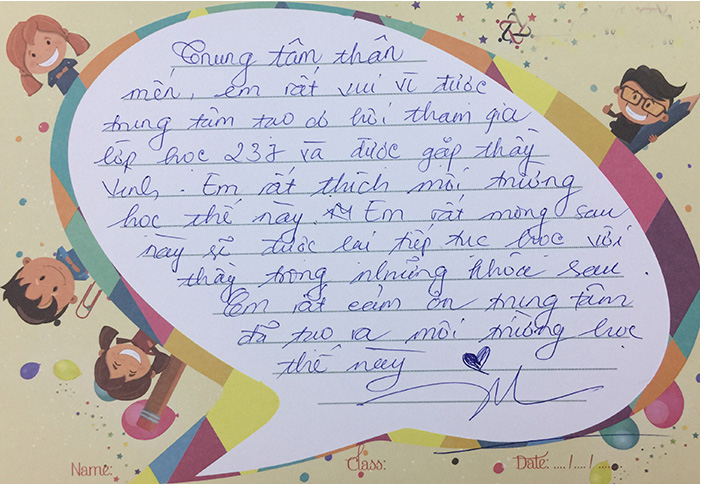 Trung tâm thân
mến, em rất vui vì được
trung tâm tạo cơ hội tham gia
lớp học 237 và được gặp thầy
Vinh. Em rất thích môi trường
học thế này. Em rất mong sau
này sẽ được lại tiếp tục học với
thầy trong những khóa sau
Em rất cảm ơn trung tâm
đã tạo ra môi trường học
thế này
Name:
Class:
Date: ..../..../.....